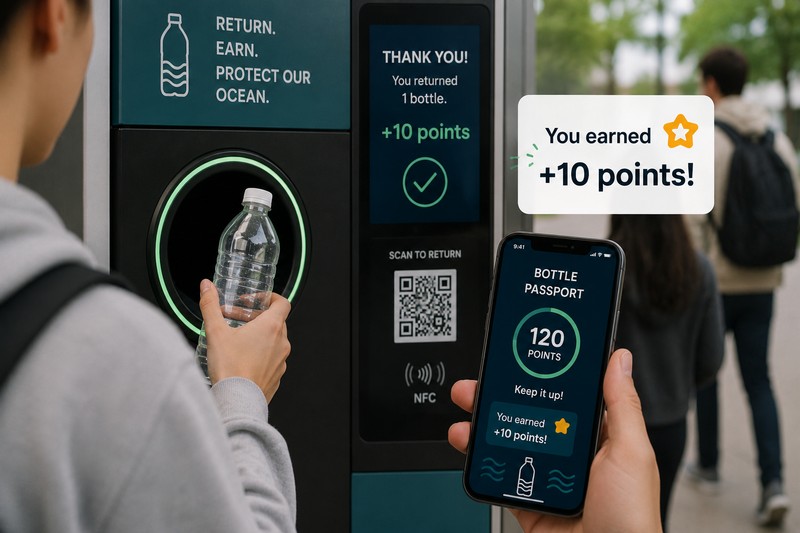 RETURN.
EARN.
PROTECT OUR
OCEAN.
THANK YOU!
You returned
1 bottle.
+10 points
SCAN TO RETURN
NFC
You earned
+10 points!
9:41
BOTTLE
PASSPORT
120
POINTS
Keep it up!
You earned
+10 points!